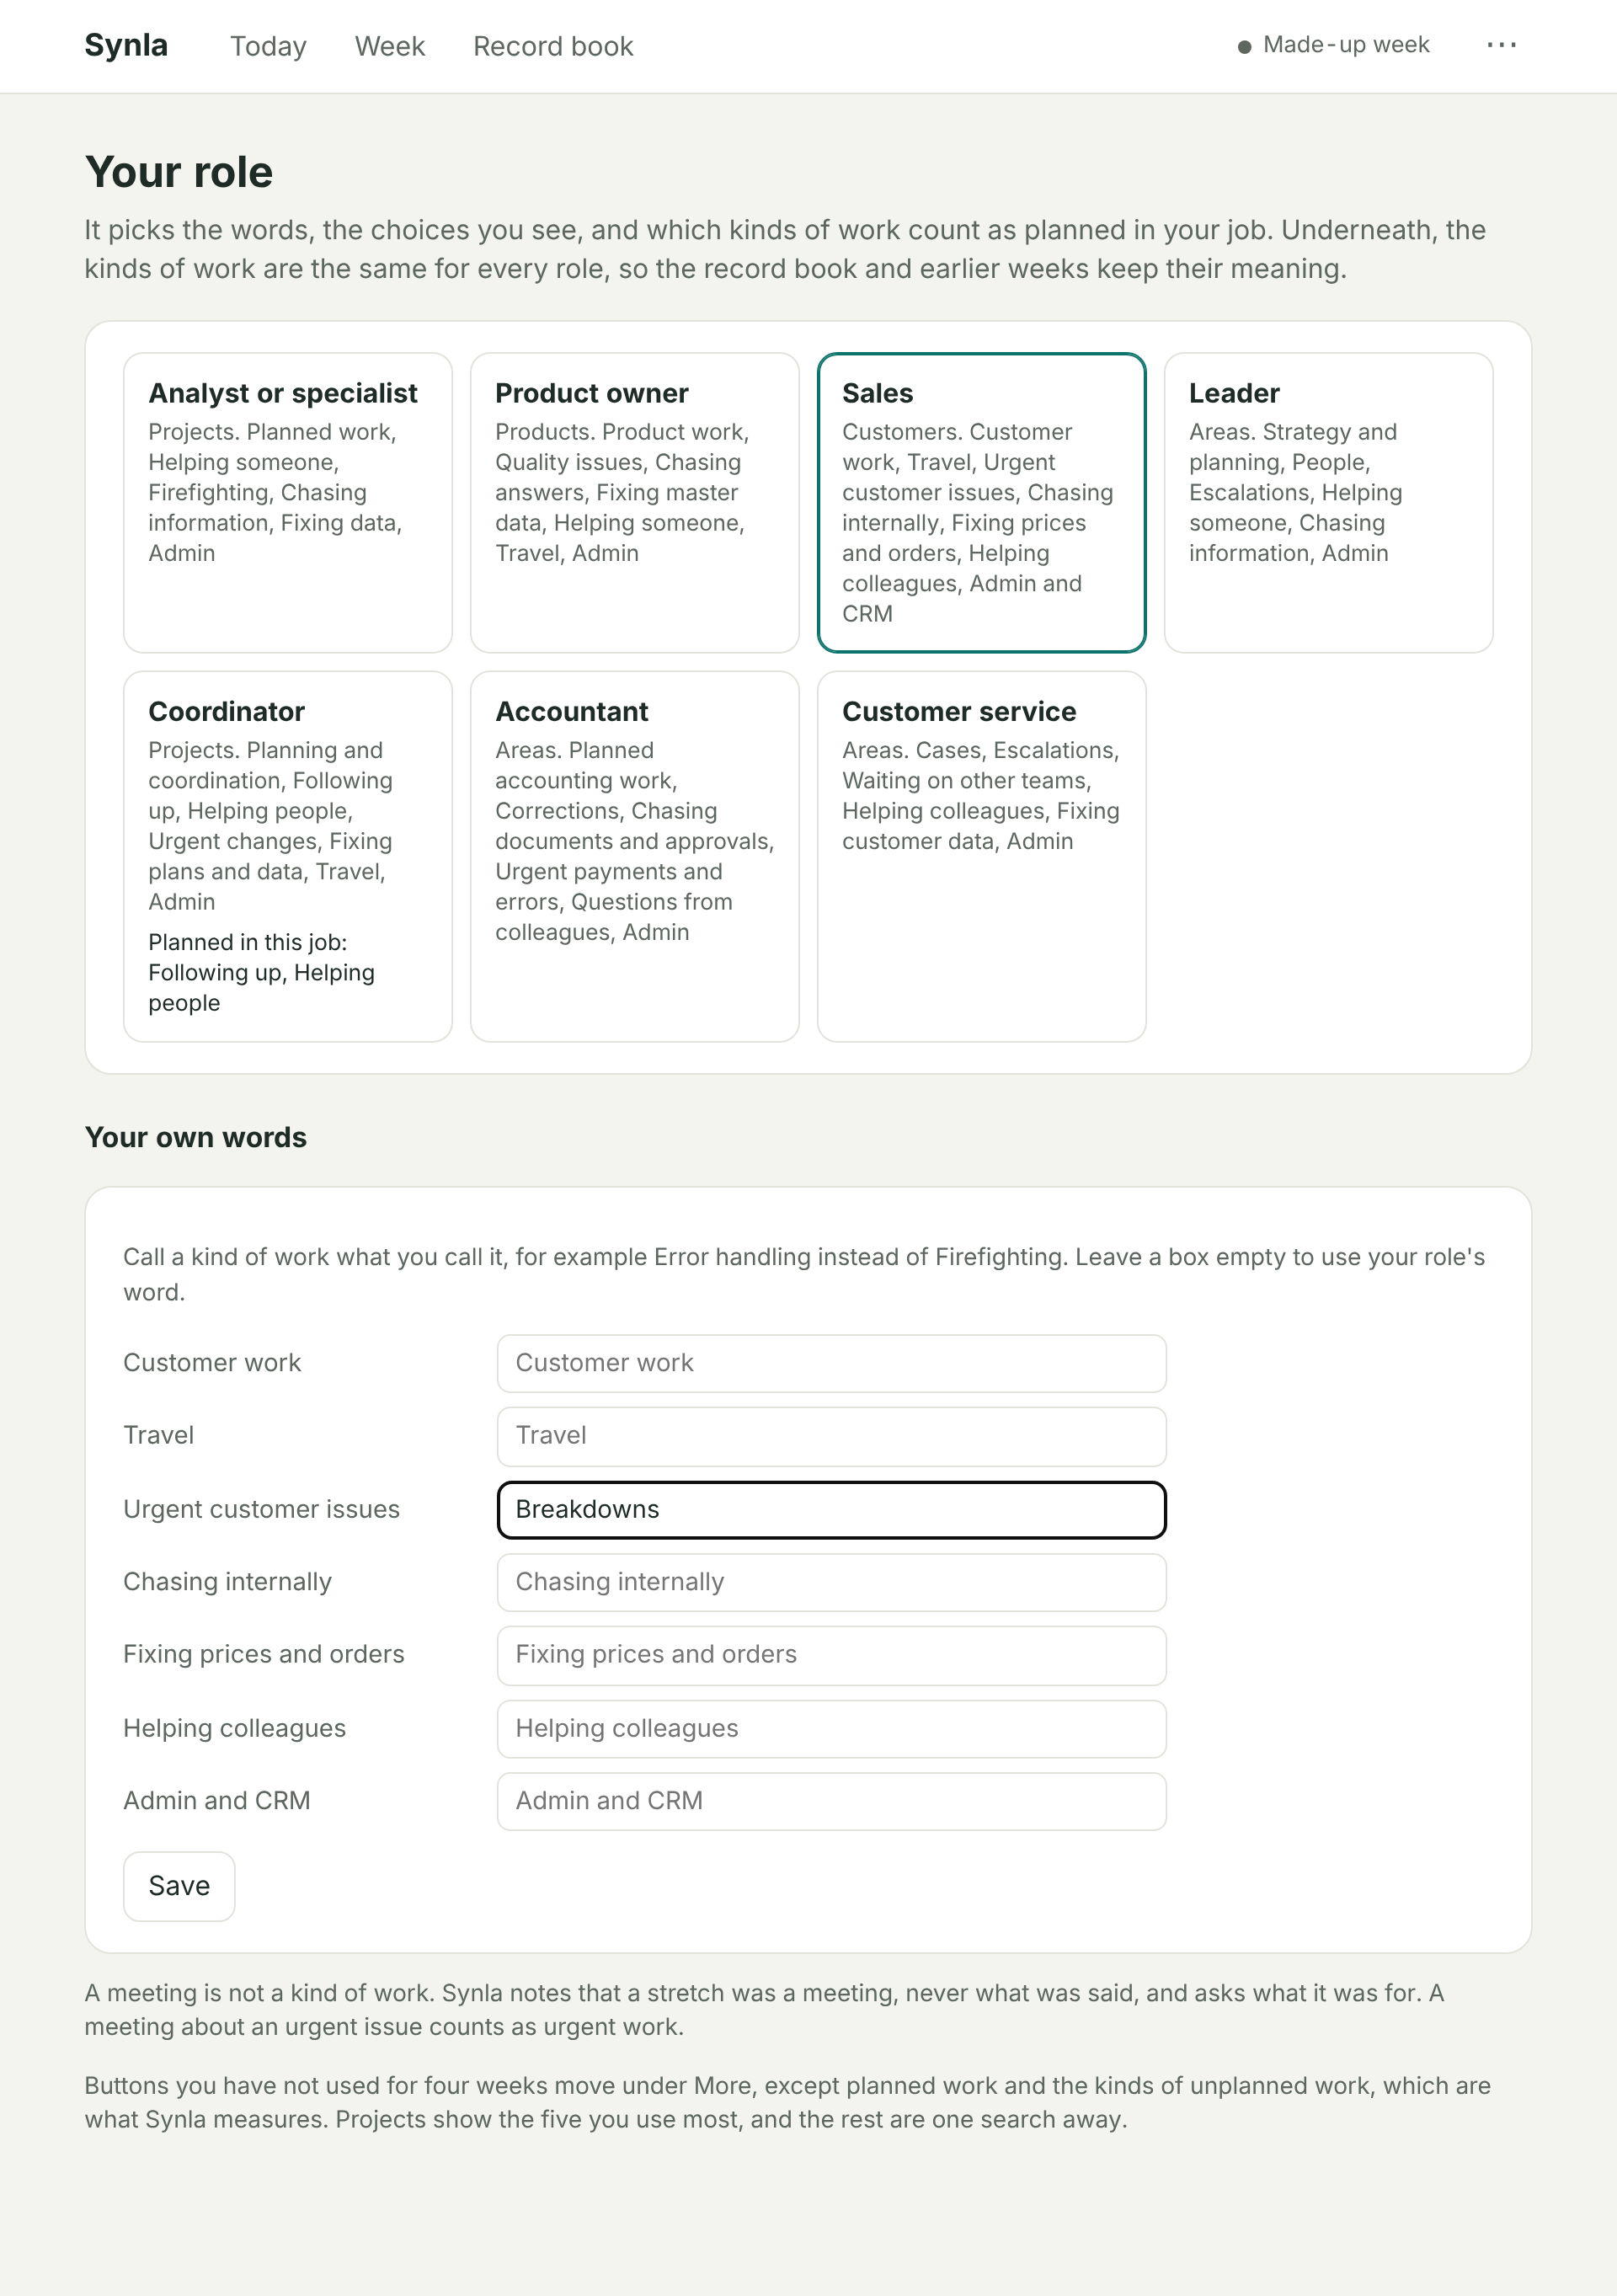 Synla
Today
Week
Record book
Made-up week
...
Your role
It picks the words, the choices you see, and which kinds of work count as planned in your job. Underneath, the
kinds of work are the same for every role, so the record book and earlier weeks keep their meaning.
Analyst or specialist
Projects. Planned work,
Helping someone,
Firefighting, Chasing
information, Fixing data,
Admin
Product owner
Products. Product work,
Quality issues, Chasing
answers, Fixing master
data, Helping someone,
Travel, Admin
Sales
Customers. Customer
work, Travel, Urgent
customer issues, Chasing
internally, Fixing prices
and orders, Helping
colleagues, Admin and
CRM
Leader
Areas. Strategy and
planning, People,
Escalations, Helping
someone, Chasing
information, Admin
Coordinator
Projects. Planning and
coordination, Following
up, Helping people,
Urgent changes, Fixing
plans and data, Travel,
Admin
Planned in this job:
Following up, Helping
people
Accountant
Areas. Planned
accounting work,
Corrections, Chasing
documents and approvals,
Urgent payments and
errors, Questions from
colleagues, Admin
Customer service
Areas. Cases, Escalations,
Waiting on other teams,
Helping colleagues, Fixing
customer data, Admin
Your own words
Call a kind of work what you call it, for example Error handling instead of Firefighting. Leave a box empty to use your role's
word.
Customer work
Customer work
Travel
Travel
Urgent customer issues
Breakdowns
Chasing internally
Chasing internally
Fixing prices and orders
Fixing prices and orders
Helping colleagues
Helping colleagues
Admin and CRM
Admin and CRM
Save
A meeting is not a kind of work. Synla notes that a stretch was a meeting, never what was said, and asks what it was for. A
meeting about an urgent issue counts as urgent work.
Buttons you have not used for four weeks move under More, except planned work and the kinds of unplanned work, which are
what Synla measures. Projects show the five you use most, and the rest are one search away.